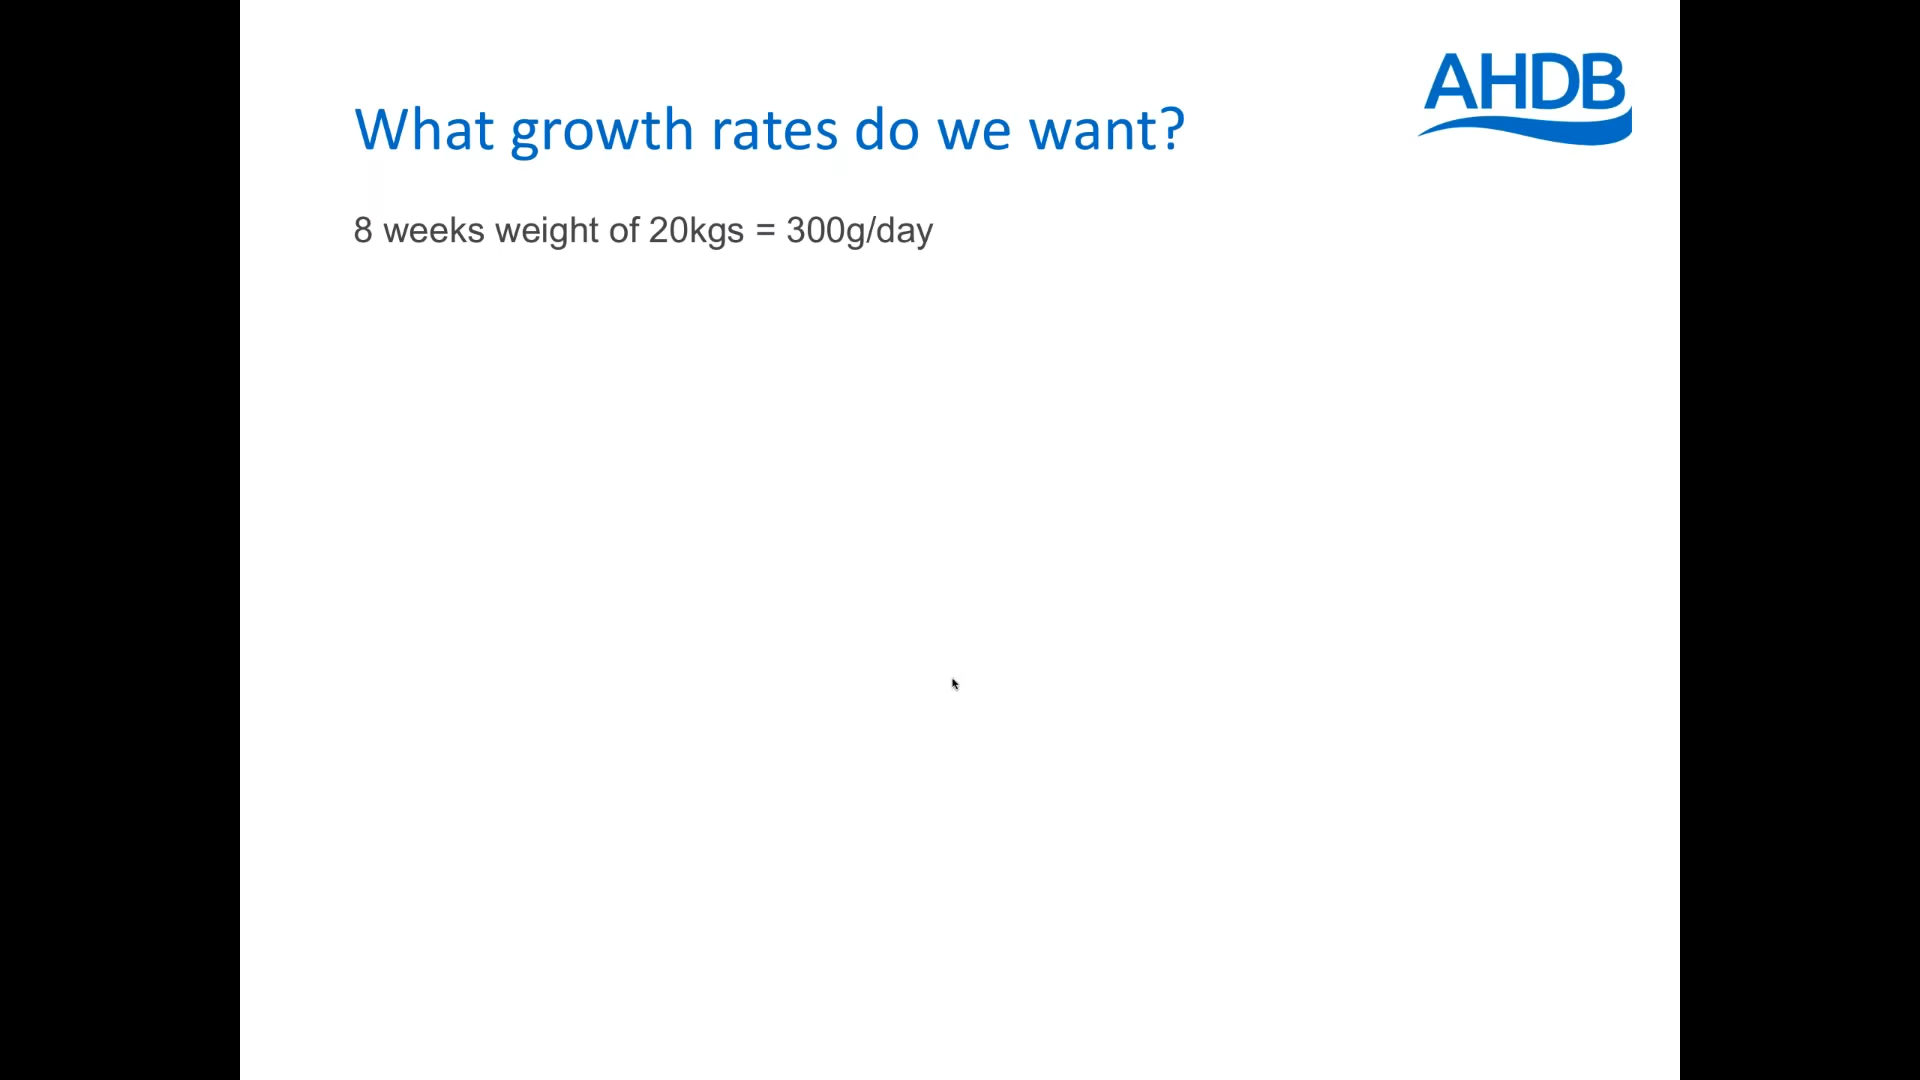 AHDB
What growth rates do we want?
8 weeks weight of 20kgs = 300g/day